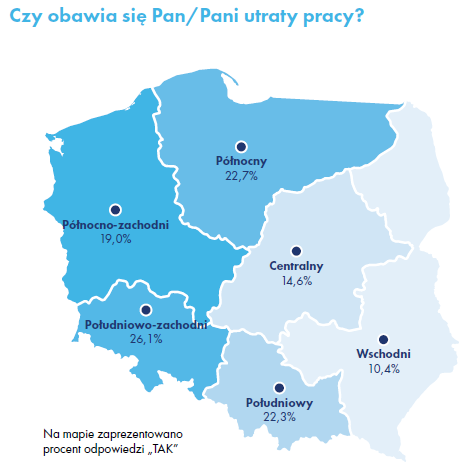 Czy obawia się Pan/Pani utraty pracy?
Północny
22,7%
Północno-zachodni
19,0%
Centralny
14,6%
Południowo-zachodni
26,1%
Wschodni
10,4%
Południowy
22,3%
Na mapie zaprezentowano
procent odpowiedzi „TAK”